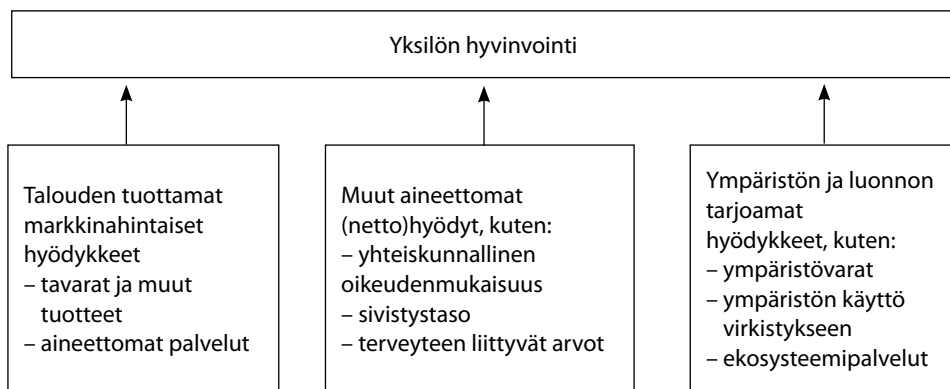 Yksilön hyvinvointi
Talouden tuottamat
markkinahintaiset
hyödykkeet
– tavarat ja muut
tuotteet
– aineettomat palvelut
Muut aineettomat
(netto)hyödyt, kuten:
– yhteiskunnallinen
oikeudenmukaisuus
– sivistystaso
– terveyteen liittyvät arvot
Ympäristön ja luonnon
tarjoamat
hyödykkeet, kuten:
– ympäristövarat
– ympäristön käyttö
virkistykseen
– ekosysteemipalvelut